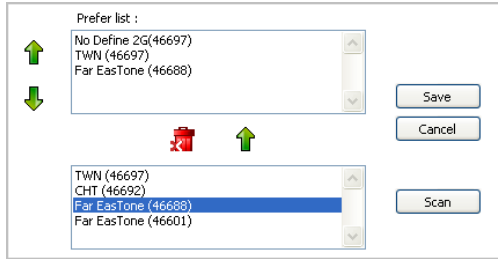 Prefer list :
No Define 2G(46697)
TWN (46697)
Far EasTone (46688)
Save
Cancel
TWN (46697)
CHT (46692)
Far EasTone (46688)
Far EasTone (46601)
Scan